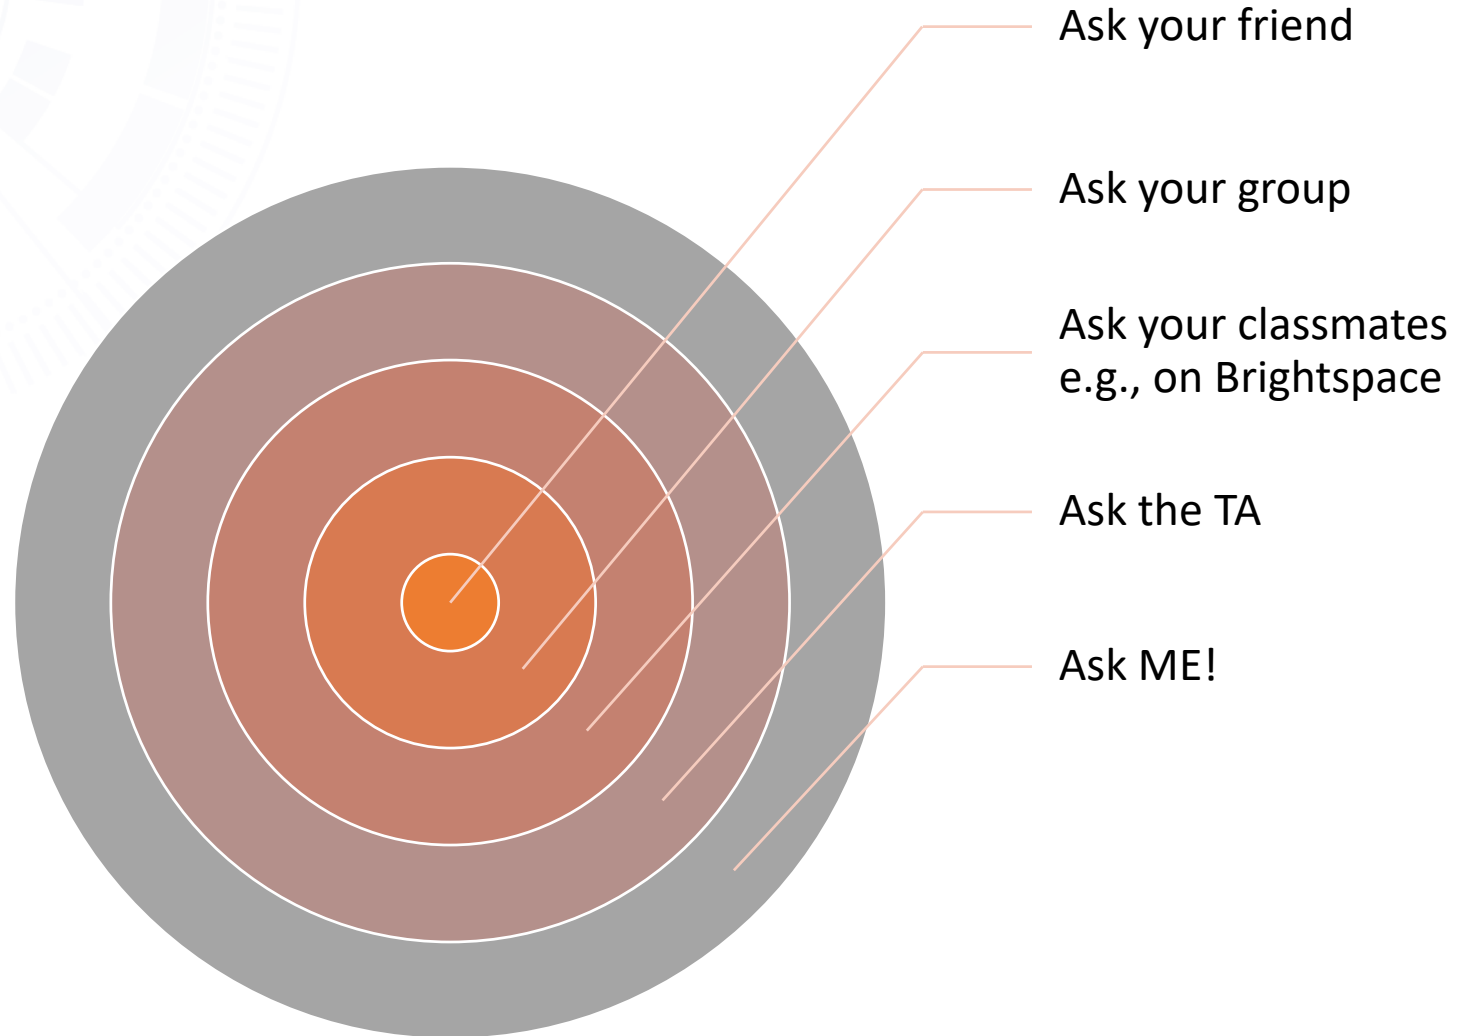 Ask your friend
Ask your group
Ask your classmates
e.g., on Brightspace
Ask the TA
Ask ME!